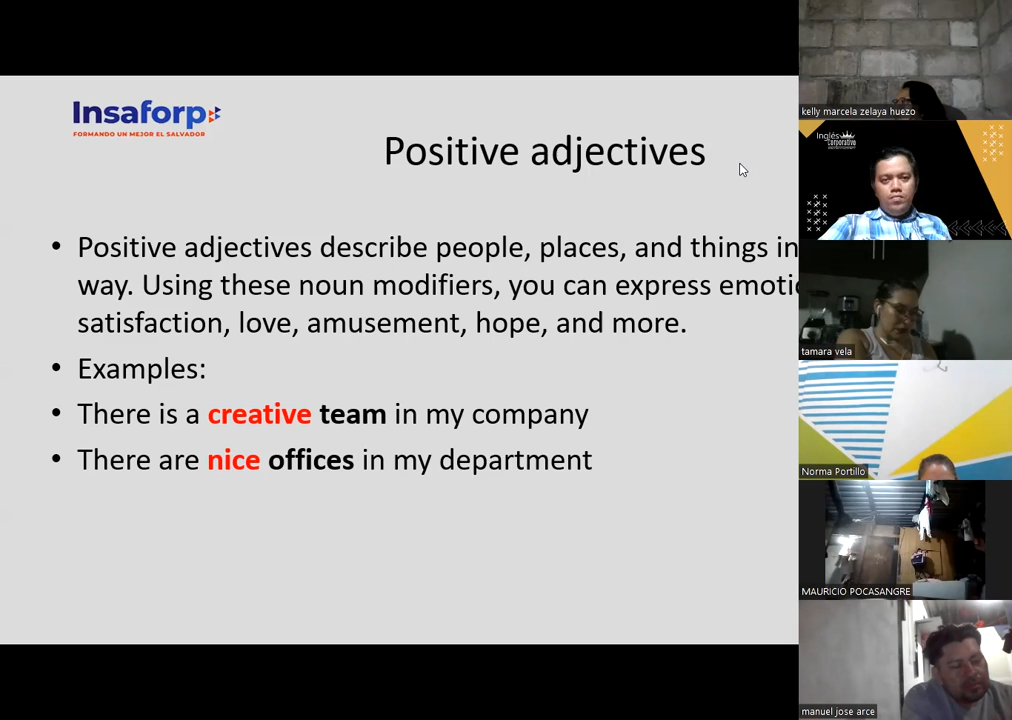 Insaforp
FORMANDO UN MEJOR EL SALVADOR
Positive adjectives
• Positive adjectives describe people, places, and things in
way. Using these noun modifiers, you can express
satisfaction, love, amusement, hope, and more.
• Examples:
• There is a creative team in my company
• There are nice offices in my department
kelly marcela zelaya huezo
Inglés
corporativo
tamara vela
Norma Portillo
MAURICIO POCASANGRE
manuel jose arce